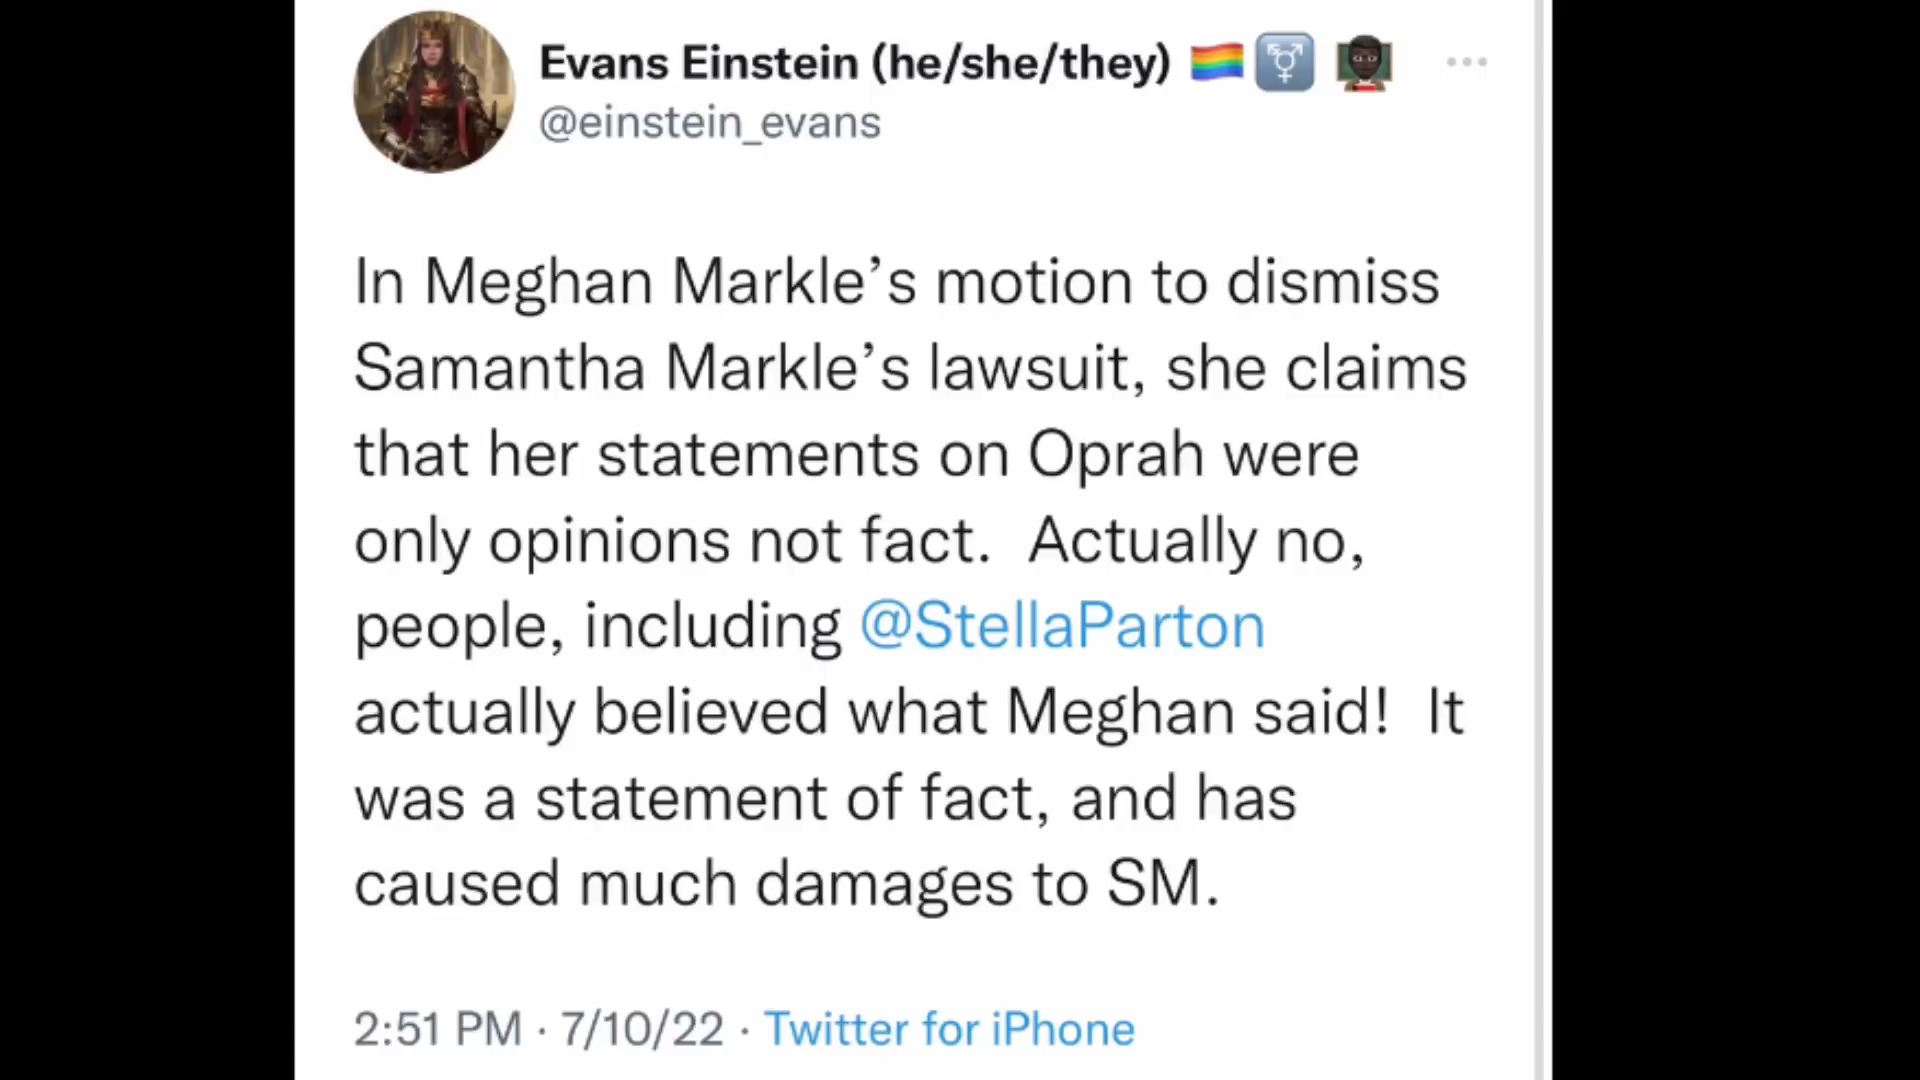 Evans Einstein (he/she/they) 🏳️‍🌈 ⚧ 👨🏿‍🏫
@einstein_evans
In Meghan Markle’s motion to dismiss
Samantha Markle’s lawsuit, she claims
that her statements on Oprah were
only opinions not fact.  Actually no,
people, including @StellaParton
actually believed what Meghan said!  It
was a statement of fact, and has
caused much damages to SM.
2:51 PM · 7/10/22 · Twitter for iPhone